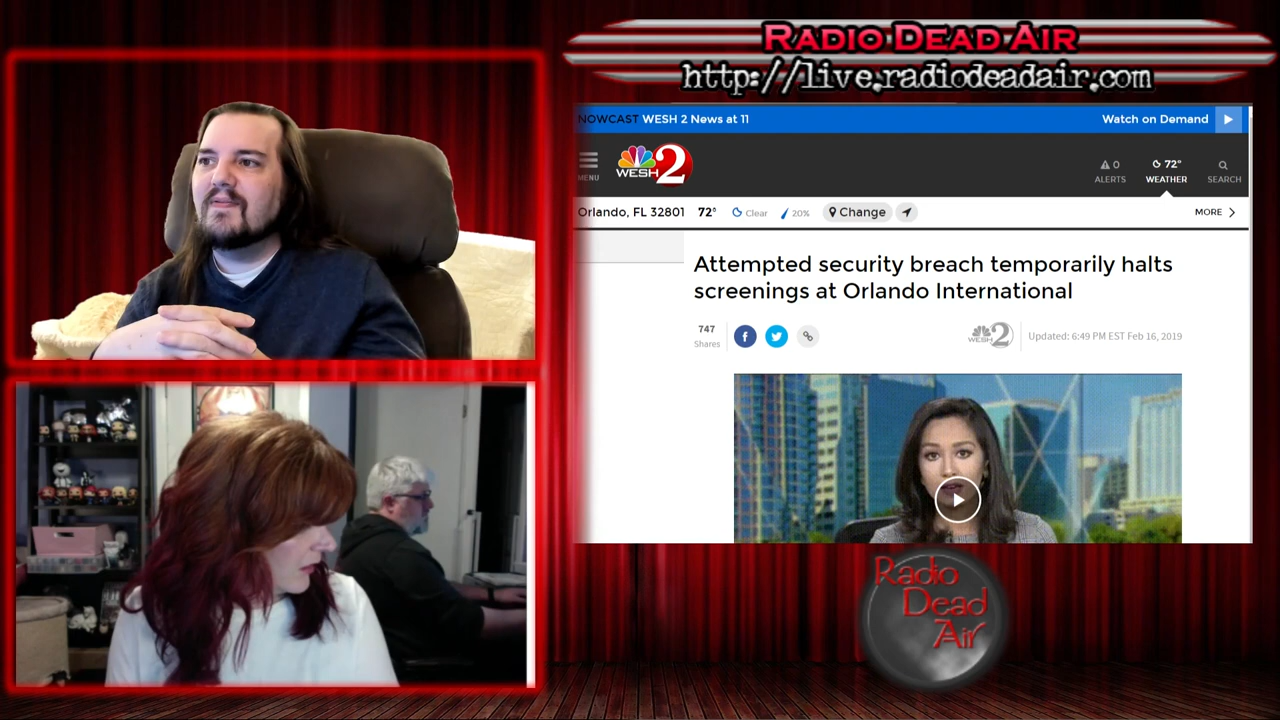 RADIO DEAD AIR
http://live.radiodeadair.com
NOWCAST WESH 2 News at 11
Watch on Demand
MENU
WESH 2
0
ALERTS
72°
WEATHER
SEARCH
Orlando, FL 32801 72° Clear 20% Change
MORE
Attempted security breach temporarily halts
screenings at Orlando International
747
Shares
f
WESH 2
Updated: 6:49 PM EST Feb 16, 2019
Radio
Dead
Air